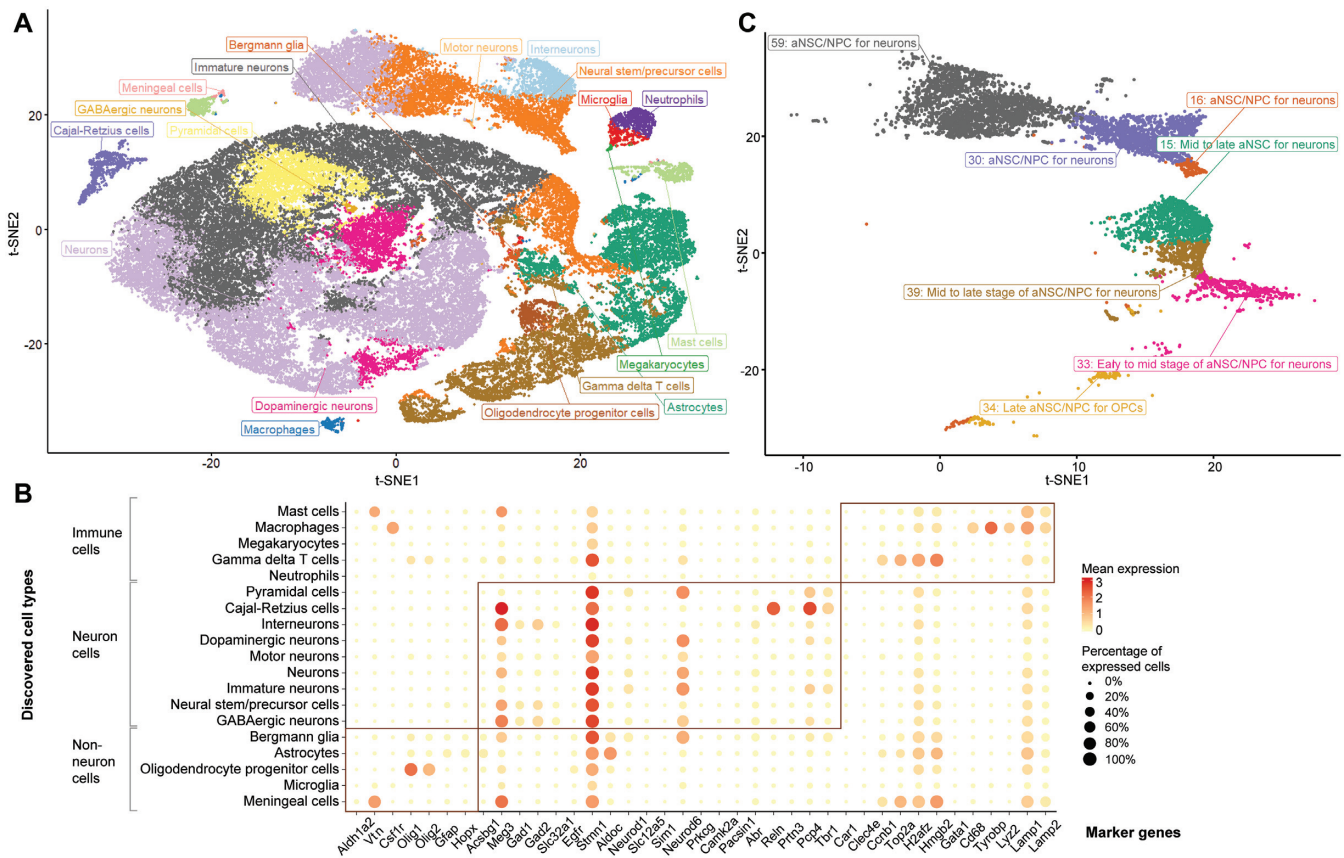 A
Bergmann glia
Motor neurons
Interneurons
Immature neurons
Neural stem/precursor cells
Meningeal cells
Microglia
Neutrophils
GABAergic neurons
Cajal-Retzius cells
Pyramidal cells
Neurons
Mast cells
Megakaryocytes
Gamma delta T cells
Dopaminergic neurons
Oligodendrocyte progenitor cells
Astrocytes
Macrophages
t-SNE2
20
0
-20
-20
0
20
t-SNE1
C
59: aNSC/NPC for neurons
16: aNSC/NPC for neurons
15: Mid to late aNSC for neurons
30: aNSC/NPC for neurons
39: Mid to late stage of aNSC/NPC for neurons
33: Ealy to mid stage of aNSC/NPC for neurons
34: Late aNSC/NPC for OPCs
t-SNE2
20
0
-20
-10
0
10
20
t-SNE1
B
Discovered cell types
Immune
cells
Neuron
cells
Non-
neuron
cells
Mast cells
Macrophages
Megakaryocytes
Gamma delta T cells
Neutrophils
Pyramidal cells
Cajal-Retzius cells
Interneurons
Dopaminergic neurons
Motor neurons
Neurons
Immature neurons
Neural stem/precursor cells
GABAergic neurons
Bergmann glia
Astrocytes
Oligodendrocyte progenitor cells
Microglia
Meningeal cells
Aldh1a2
Vtn
Csf1r
Olig1
Olig2
Gfap
Hopx
Acsbg1
Meg3
Gad1
Gad2
Slc32a1
Egfr
Stmn1
Aldoc
Neurod1
Slc12a5
Sim1
Neurod6
Prkcg
Camk2a
Pacsin1
Abr
Reln
Prtn3
Pcp4
Tbr1
Car1
Clec4e
Ccnb1
Top2a
H2afz
Hmgb2
Gata1
Cd68
Tyrobp
Lyz2
Lamp1
Lamp2
Marker genes
Mean expression
3
2
1
0
Percentage of
expressed cells
0%
20%
40%
60%
80%
100%